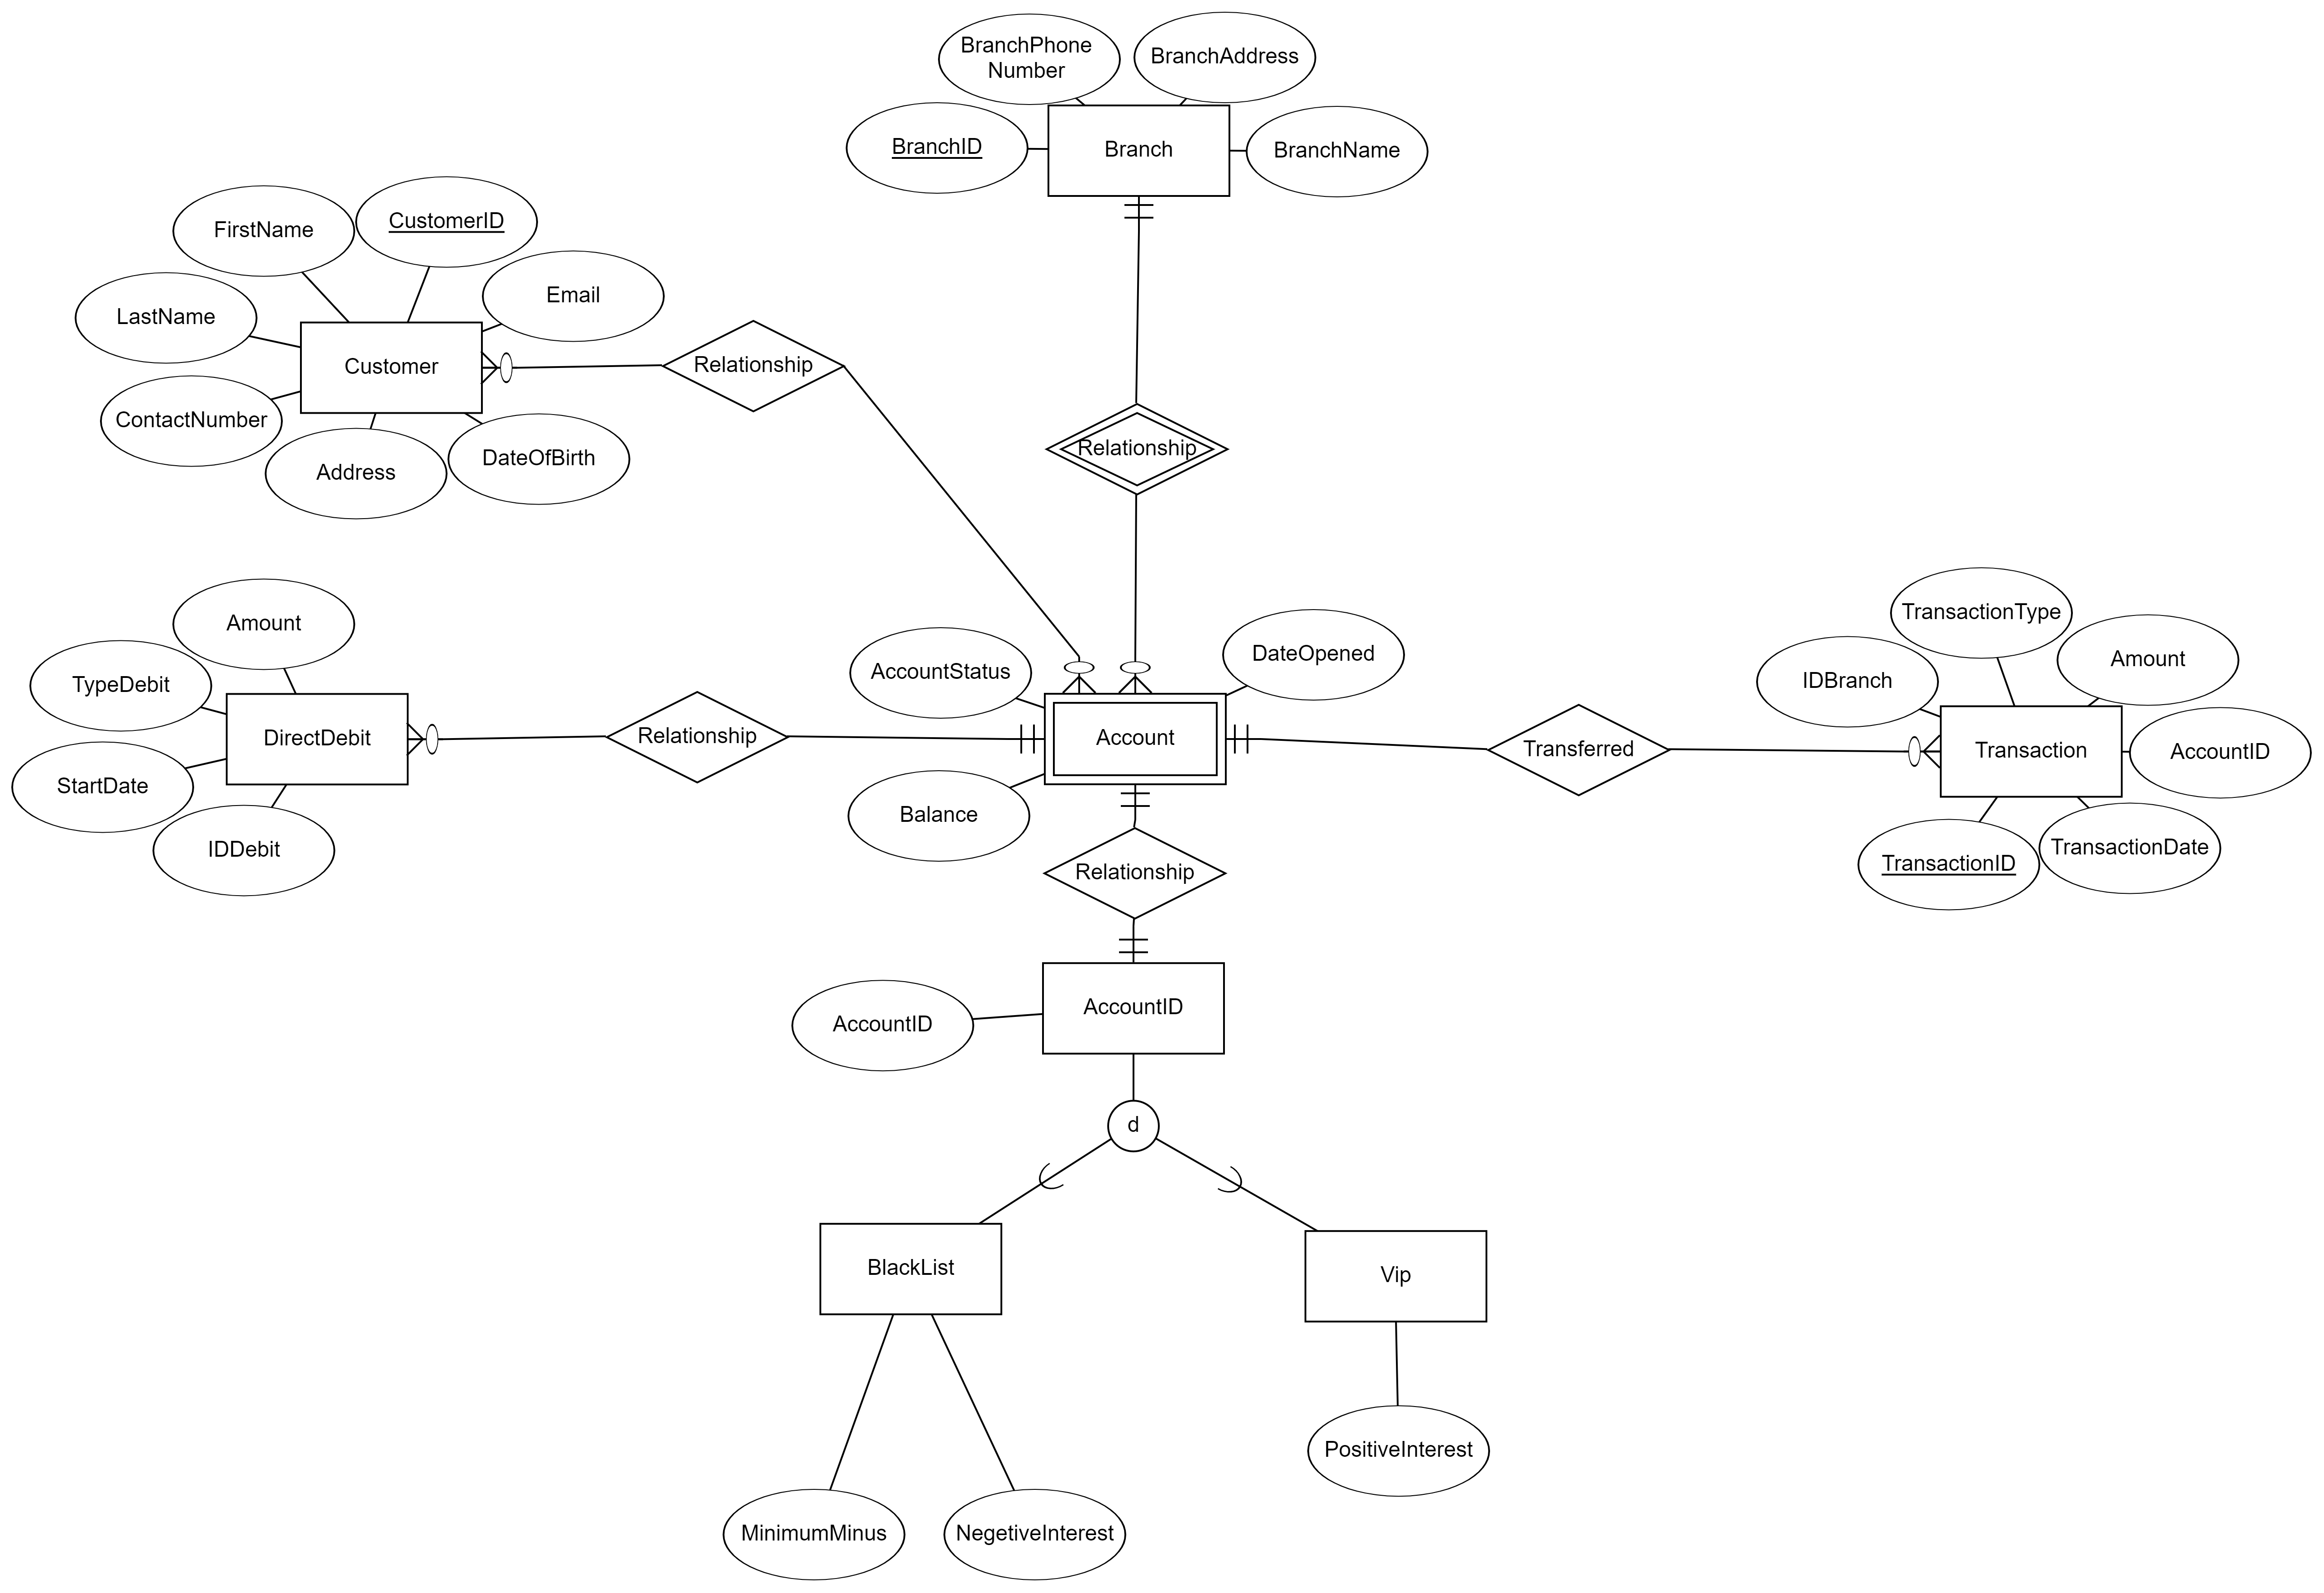 BranchPhone
Number
BranchAddress
BranchID
Branch
BranchName
FirstName
CustomerID
Email
LastName
Customer
Relationship
ContactNumber
Address
DateOfBirth
Relationship
Amount
TypeDebit
DirectDebit
StartDate
IDDebit
Relationship
AccountStatus
DateOpened
Account
Balance
Transferred
TransactionType
IDBranch
Amount
Transaction
AccountID
TransactionID
TransactionDate
Relationship
AccountID
AccountID
d
BlackList
Vip
PositiveInterest
MinimumMinus
NegetiveInterest